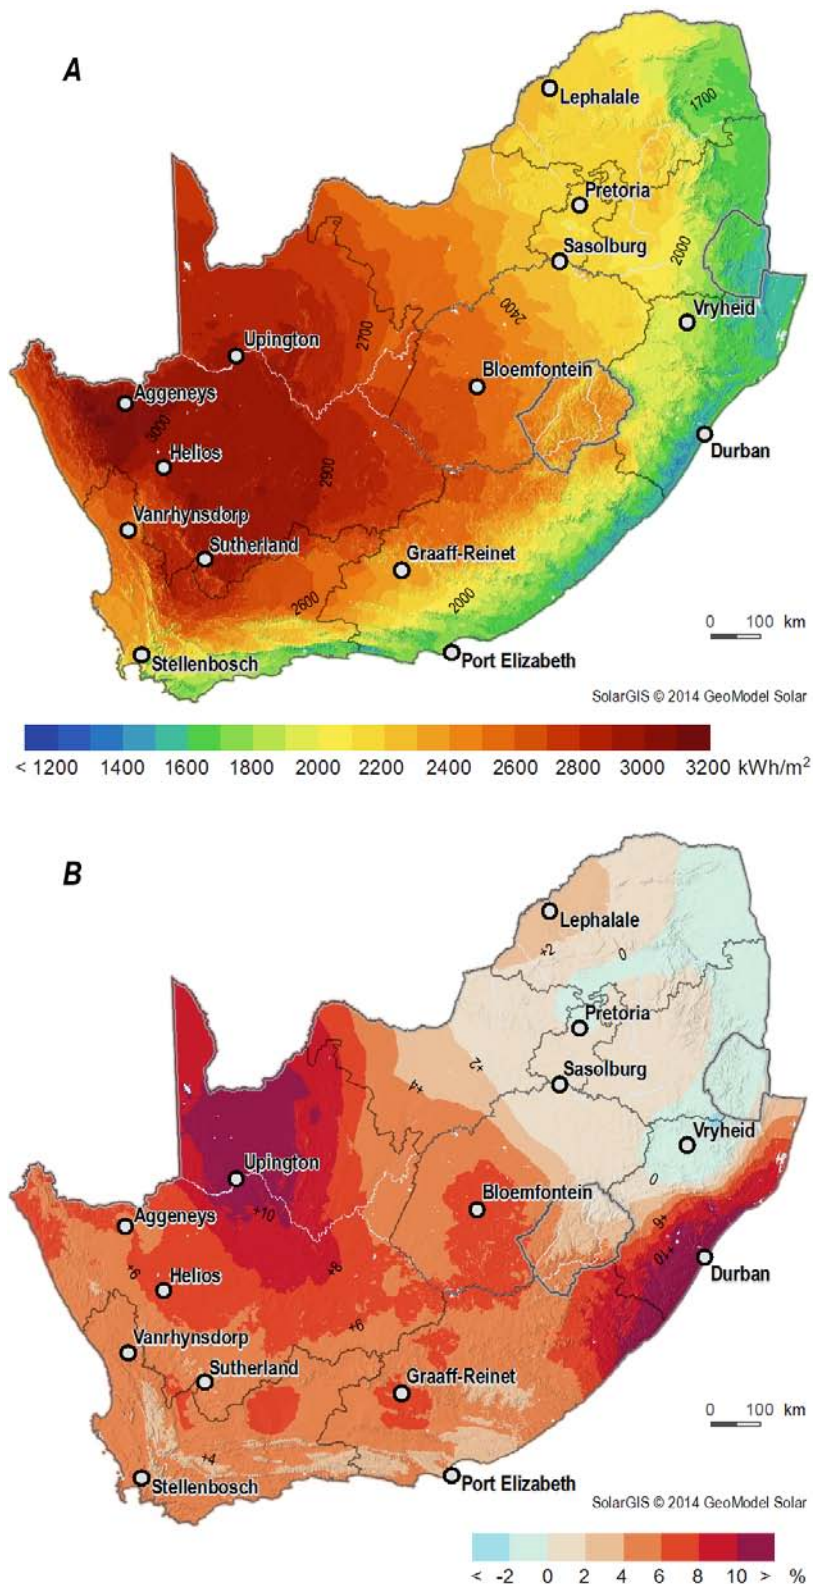 A
Lephalale
1700
Pretoria
Sasolburg
2000
2400
Vryheid
2700
Upington
Bloemfontein
Aggeneys
3000
Helios
2900
Durban
Vanrhynsdorp
Sutherland
Graaff-Reinet
2600
2000
0 100 km
Stellenbosch
Port Elizabeth
SolarGIS © 2014 GeoModel Solar
< 1200 1400 1600 1800 2000 2200 2400 2600 2800 3000 3200 kWh/m²
B
Lephalale
+2
0
Pretoria
+2
Sasolburg
+4
Vryheid
Upington
0
Bloemfontein
+10
+6
Aggeneys
+10
+6
Helios
+8
Durban
+6
Vanrhynsdorp
Sutherland
Graaff-Reinet
0 100 km
+4
Stellenbosch
Port Elizabeth
SolarGIS © 2014 GeoModel Solar
< -2 0 2 4 6 8 10 > %